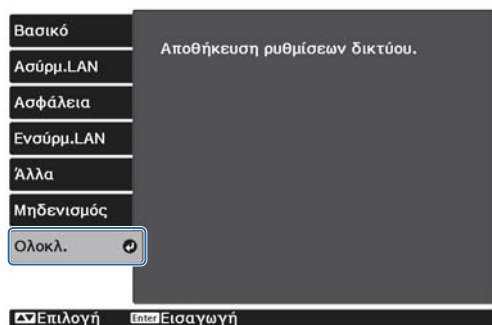 Βασικό
Ασύρμ.LAN
Ασφάλεια
Ενσύρμ.LAN
Άλλα
Μηδενισμός
Ολοκλ.
Αποθήκευση ρυθμίσεων δικτύου.
Επιλογή Enter Εισαγωγή